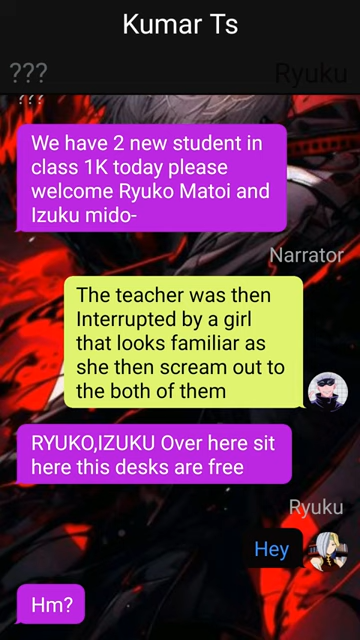 Kumar Ts
???
Ryuku
???
We have 2 new student in
class 1K today please
welcome Ryuko Matoi and
Izuku mido-
Narrator
The teacher was then
Interrupted by a girl
that looks familiar as
she then scream out to
the both of them
RYUKO,IZUKU Over here sit
here this desks are free
Ryuku
Hey
Hm?